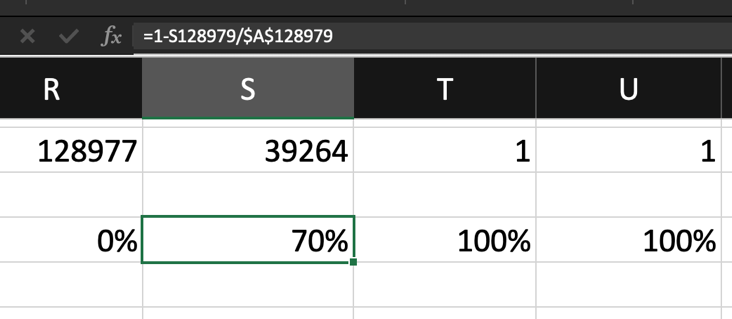 fx =1-S128979/$A$128979
R S T U
128977 39264 1 1
0% 70% 100% 100%